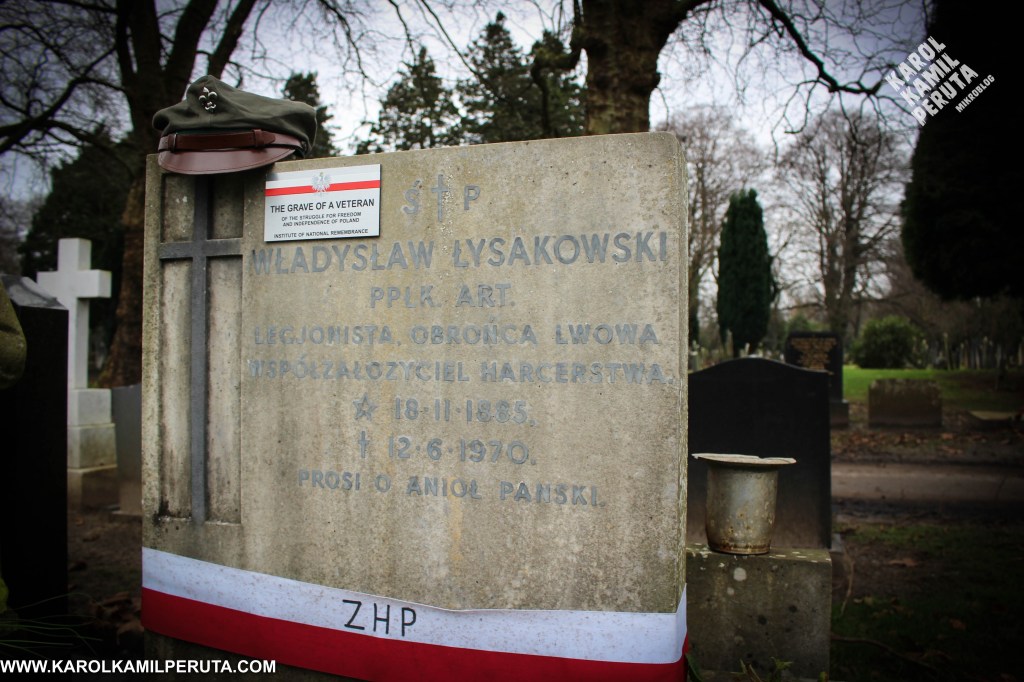 KAROL
KAMIL
PERUTA
MIKROBLOG
THE GRAVE OF A VETERAN
OF THE STRUGGLE FOR FREEDOM
AND INDEPENDENCE OF POLAND
INSTITUTE OF NATIONAL REMEMBRANCE
Ś † P
WŁADYSŁAW ŁYSAKOWSKI
PPŁK. ART.
LEGJONISTA, OBROŃCA LWOWA
WSPÓŁZAŁOŻYCIEL HARCERSTWA.
☆ 18·11·1885.
† 12·6·1970.
PROSI O ANIOŁ PAŃSKI.
ZHP
WWW.KAROLKAMILPERUTA.COM